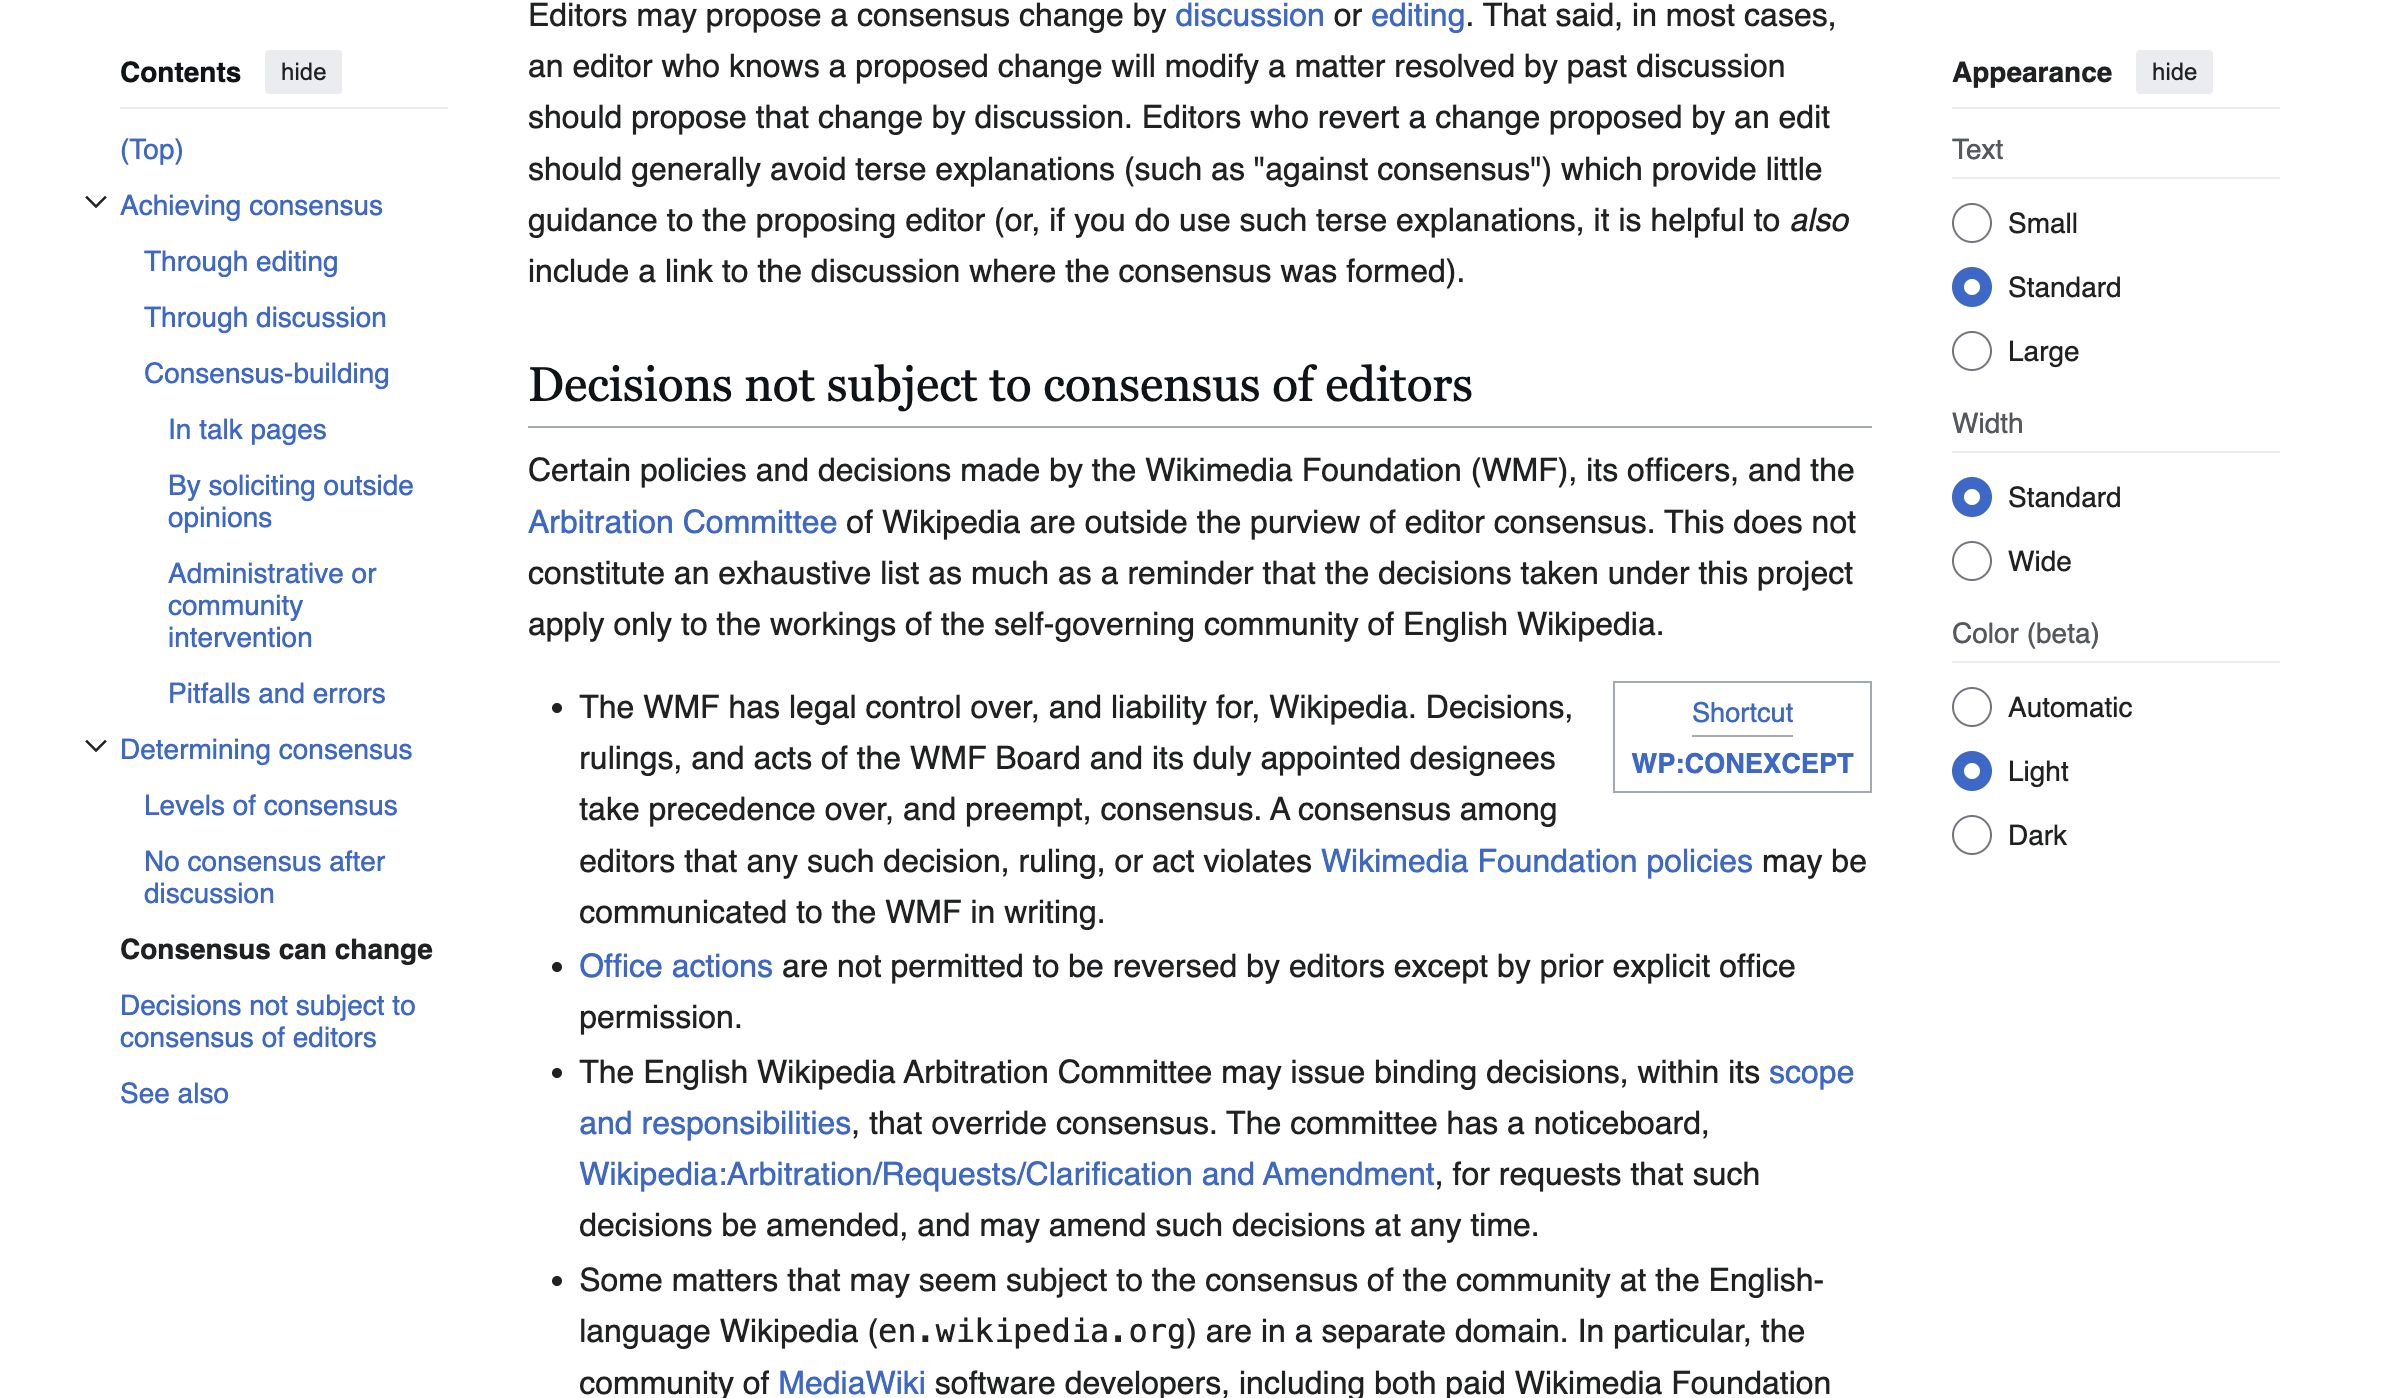 Contents hide
(Top)
Achieving consensus
Through editing
Through discussion
Consensus-building
In talk pages
By soliciting outside
opinions
Administrative or
community
intervention
Pitfalls and errors
Determining consensus
Levels of consensus
No consensus after
discussion
Consensus can change
Decisions not subject to
consensus of editors
See also
Editors may propose a consensus change by discussion or editing. That said, in most cases,
an editor who knows a proposed change will modify a matter resolved by past discussion
should propose that change by discussion. Editors who revert a change proposed by an edit
should generally avoid terse explanations (such as "against consensus") which provide little
guidance to the proposing editor (or, if you do use such terse explanations, it is helpful to also
include a link to the discussion where the consensus was formed).
Decisions not subject to consensus of editors
Certain policies and decisions made by the Wikimedia Foundation (WMF), its officers, and the
Arbitration Committee of Wikipedia are outside the purview of editor consensus. This does not
constitute an exhaustive list as much as a reminder that the decisions taken under this project
apply only to the workings of the self-governing community of English Wikipedia.
Shortcut
WP:CONEXCEPT
• The WMF has legal control over, and liability for, Wikipedia. Decisions,
rulings, and acts of the WMF Board and its duly appointed designees
take precedence over, and preempt, consensus. A consensus among
editors that any such decision, ruling, or act violates Wikimedia Foundation policies may be
communicated to the WMF in writing.
• Office actions are not permitted to be reversed by editors except by prior explicit office
permission.
• The English Wikipedia Arbitration Committee may issue binding decisions, within its scope
and responsibilities, that override consensus. The committee has a noticeboard,
Wikipedia:Arbitration/Requests/Clarification and Amendment, for requests that such
decisions be amended, and may amend such decisions at any time.
• Some matters that may seem subject to the consensus of the community at the English-
language Wikipedia (en.wikipedia.org) are in a separate domain. In particular, the
community of MediaWiki software developers, including both paid Wikimedia Foundation
Appearance hide
Text
Small
Standard
Large
Width
Standard
Wide
Color (beta)
Automatic
Light
Dark